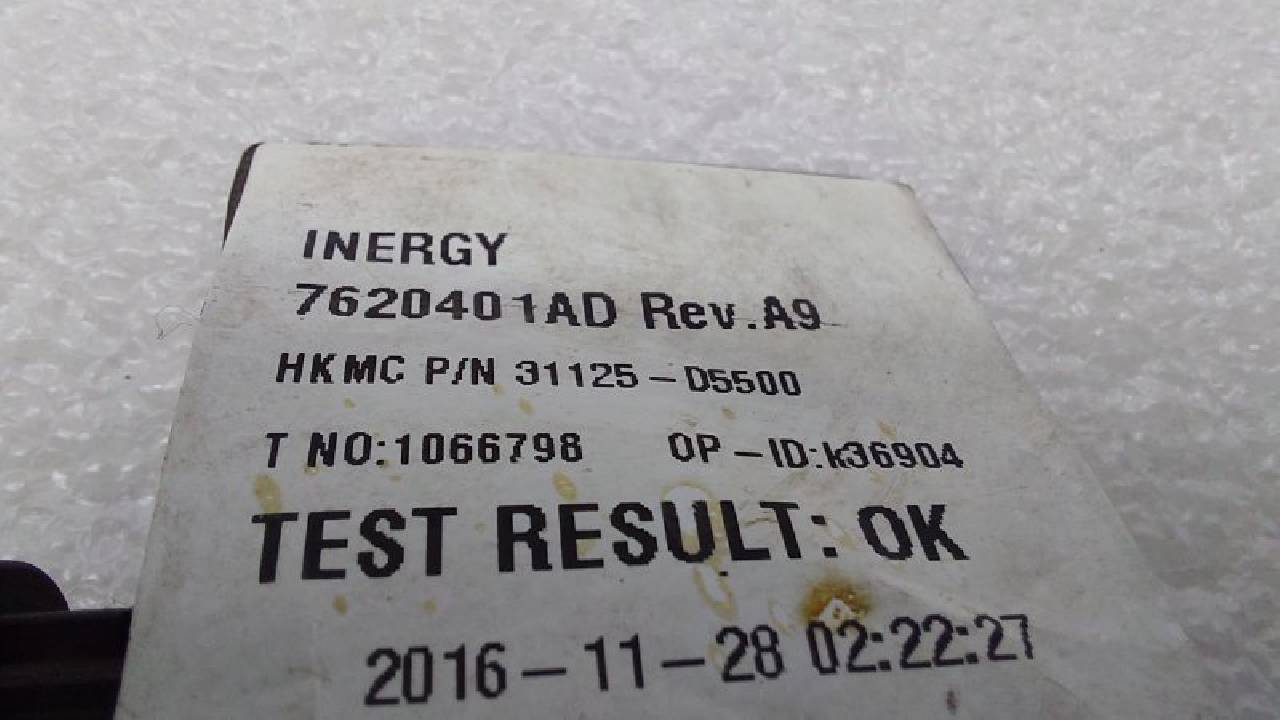 INERGY
7620401AD Rev.A9
HKMC P/N 31125-D5500
T NO:1066798 OP-ID:k36904
TEST RESULT: OK
2016-11-28 02:22:27